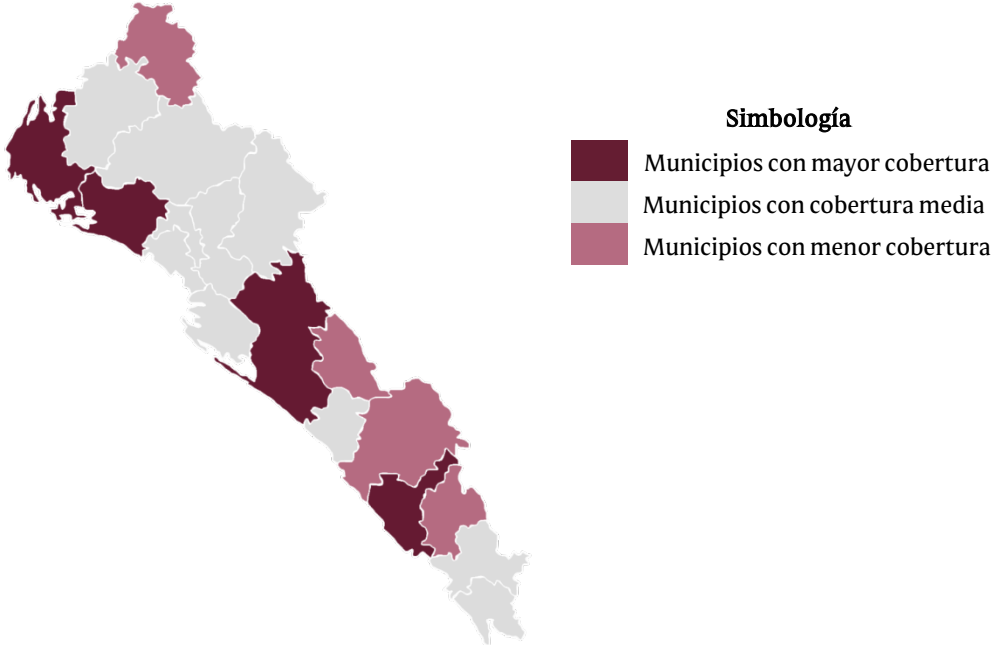 Simbología
Municipios con mayor cobertura
Municipios con cobertura media
Municipios con menor cobertura